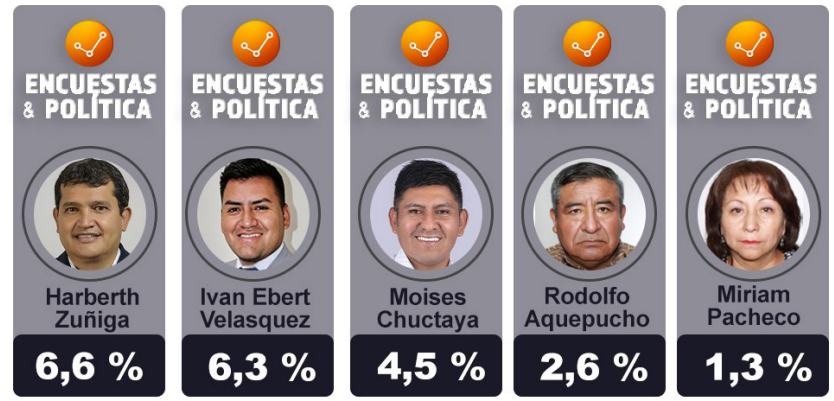 ENCUESTAS
& POLÍTICA
Harberth
Zuñiga
6,6 %
ENCUESTAS
& POLÍTICA
Ivan Ebert
Velasquez
6,3 %
ENCUESTAS
& POLÍTICA
Moises
Chuctaya
4,5 %
ENCUESTAS
& POLÍTICA
Rodolfo
Aquepucho
2,6 %
ENCUESTAS
& POLÍTICA
Miriam
Pacheco
1,3 %